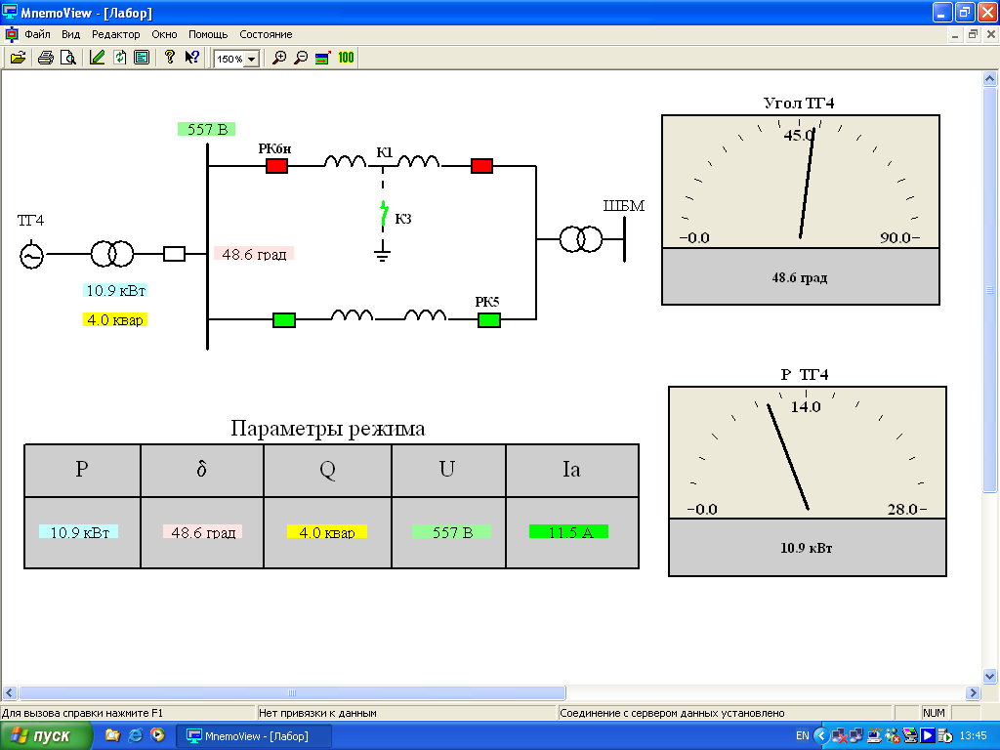 MnemoView - [Лабор]
Файл Вид Редактор Окно Помощь Состояние
150% 100
557 В
РК6н К1
ТГ4
К3
ШБМ
48.6 град
10.9 кВт
4.0 квар
РК5
Угол ТГ4
45.0
0.0 90.0
48.6 град
P ТГ4
14.0
0.0 28.0
10.9 кВт
Параметры режима
P δ Q U Ia
10.9 кВт 48.6 град 4.0 квар 557 В 11.5 А
Для вызова справки нажмите F1 Нет привязки к данным Соединение с сервером данных установлено NUM
пуск MnemoView - [Лабор] EN 13:45